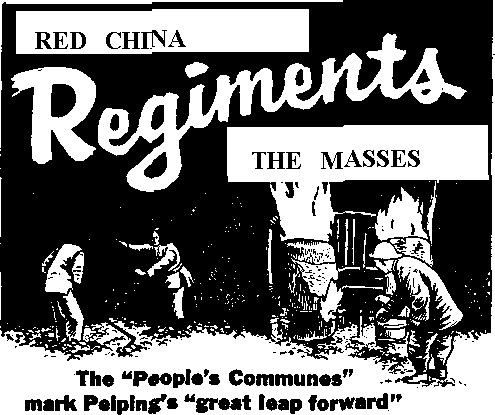 RED CHINA
Regiments
THE MASSES
The "People's Communes"
mark Peiping's "great leap forward"